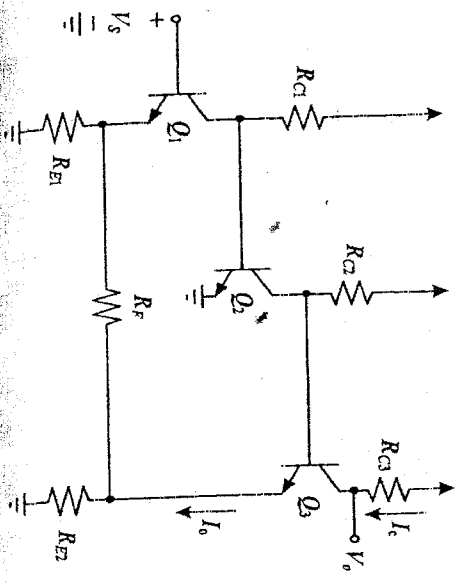 R_C1
R_C2
R_C3
I_c
V_o
+
V_s
−
Q_1
Q_2
Q_3
I_o
R_E1
R_F
R_E2